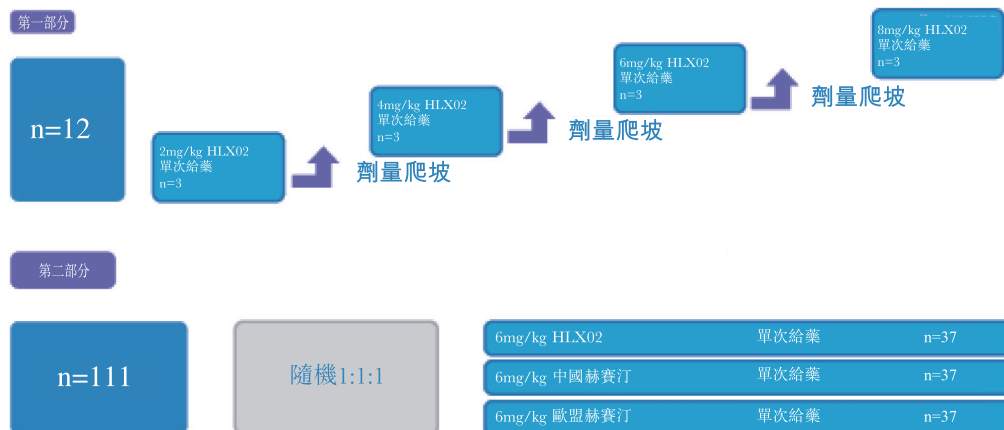 第一部分
n=12
2mg/kg HLX02
單次給藥
n=3
劑量爬坡
4mg/kg HLX02
單次給藥
n=3
劑量爬坡
6mg/kg HLX02
單次給藥
n=3
劑量爬坡
8mg/kg HLX02
單次給藥
n=3
第二部分
n=111
隨機1:1:1
6mg/kg HLX02 單次給藥 n=37
6mg/kg 中國赫賽汀 單次給藥 n=37
6mg/kg 歐盟赫賽汀 單次給藥 n=37